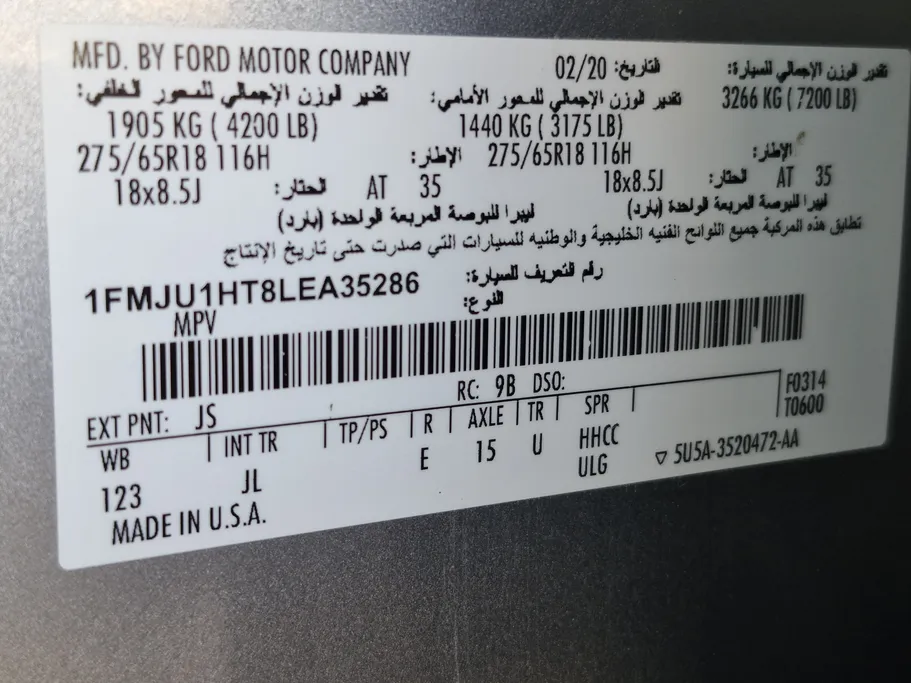 MFD. BY FORD MOTOR COMPANY 02/20 التاريخ: تقدير الوزن الإجمالي للسيارة:
تقدير الوزن الإجمالي للمحور الخلفي: تقدير الوزن الإجمالي للمحور الأمامي: 3266 KG ( 7200 LB)
1905 KG ( 4200 LB) 1440 KG ( 3175 LB)
275/65R18 116H الإطار: 275/65R18 116H الإطار:
18x8.5J الحتار: AT 35 18x8.5J الحتار: AT 35
ليبرا للبوصة المربعة الواحدة (بارد) ليبرا للبوصة المربعة الواحدة (بارد)
تطابق هذه المركبة جميع اللوائح الفنيه الخليجية والوطنيه للسيارات التي صدرت حتى تاريخ الإنتاج
1FMJU1HT8LEA35286 رقم التعريف للسيارة:
MPV النوع:
EXT PNT: JS RC: 9B DSO: F0314
WB INT TR TP/PS R AXLE TR SPR T0600
123 JL E 15 U HHCC
ULG ▽ 5U5A-3520472-AA
MADE IN U.S.A.